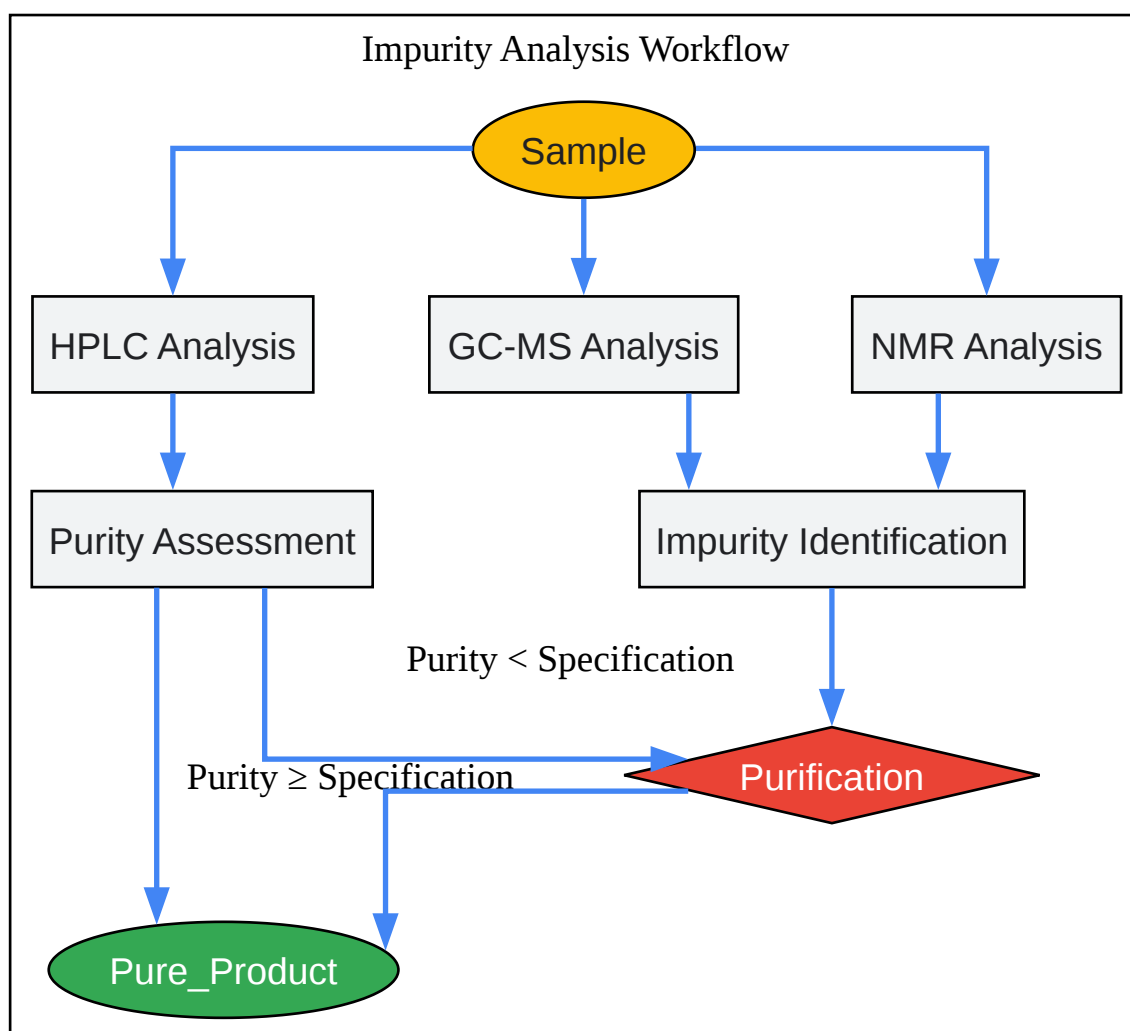 Impurity Analysis Workflow
Sample
HPLC Analysis
GC-MS Analysis
NMR Analysis
Purity Assessment
Impurity Identification
Purity < Specification
Purity ≥ Specification
Purification
Pure_Product